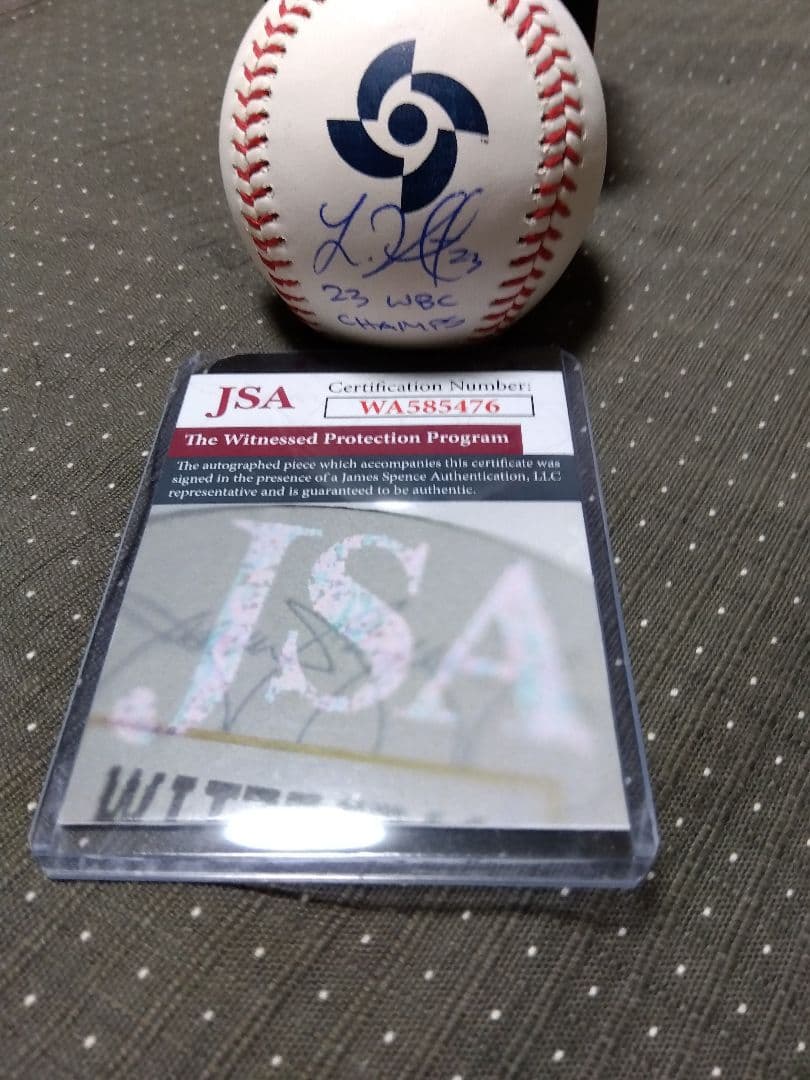 23
23 WBC
CHAMPS
JSA
Certification Number:
WA585476
The Witnessed Protection Program
The autographed piece which accompanies this certificate was
signed in the presence of a James Spence Authentication, LLC
representative and is guaranteed to be authentic.
JSA